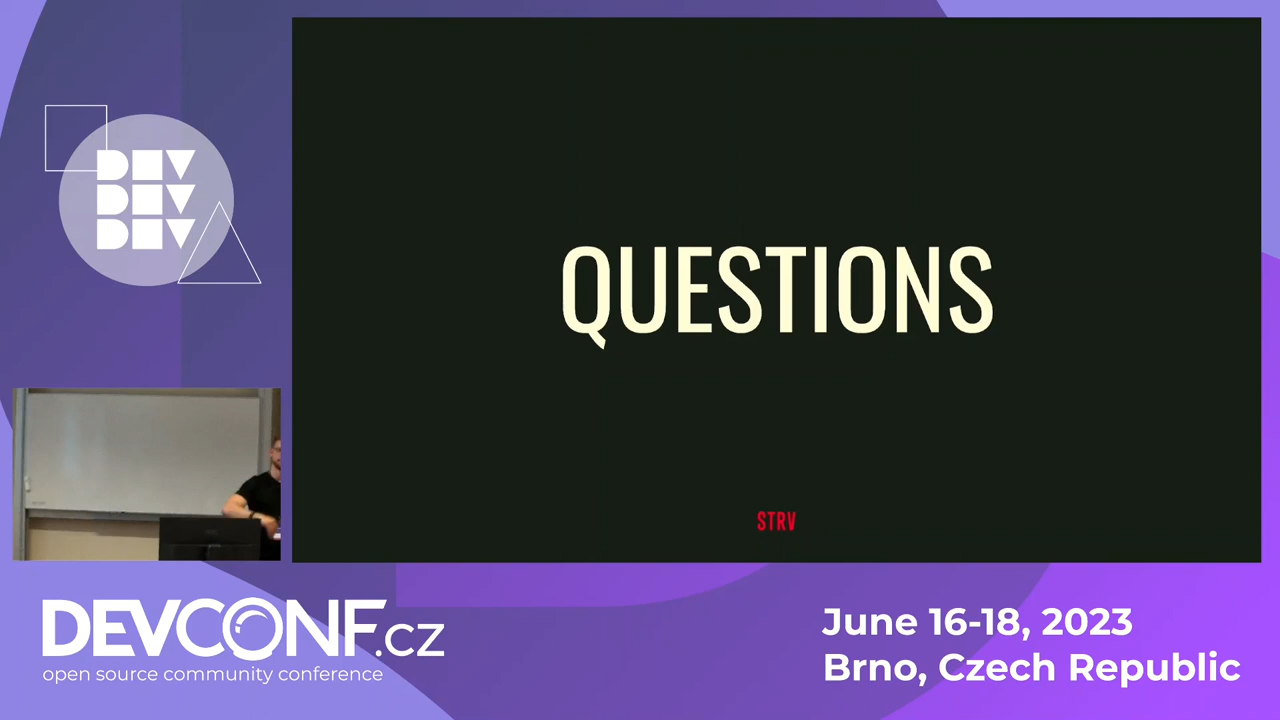 DEV
DEV
DEV
QUESTIONS
STRV
DEVCONF.cz
open source community conference
June 16-18, 2023
Brno, Czech Republic